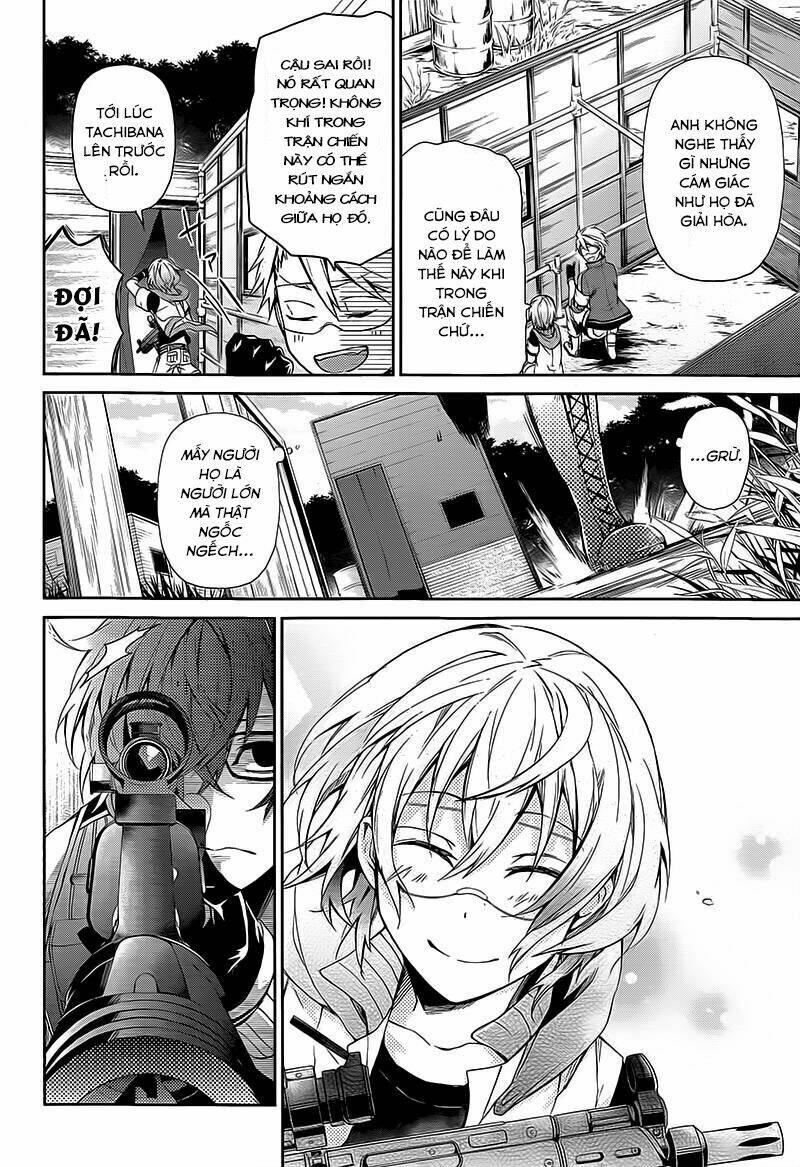 ANH KHÔNG
NGHE THẤY
GÌ NHƯNG
CÁM GIÁC
NHƯ HỌ ĐÃ
GIẢI HÒA.
CŨNG ĐÂU
CÓ LÝ DO
NÀO ĐỂ LÀM
THẾ NÀY KHI
TRONG
TRẬN CHIẾN
CHỨ...
CẬU SAI RỒI!
NÓ RẤT QUAN
TRỌNG! KHÔNG
KHÍ TRONG
TRẬN CHIẾN
NÀY CÓ THỂ
RÚT NGẮN
KHOẢNG CÁCH
GIỮA HỌ ĐÓ.
TỚI LÚC
TACHIBANA
LÊN TRƯỚC
RỒI.
ĐỢI
ĐÃ!
...GRỪ.
MẤY NGƯỜI
HỌ LÀ
NGƯỜI LỚN
MÀ THẬT
NGỐC
NGẾCH...